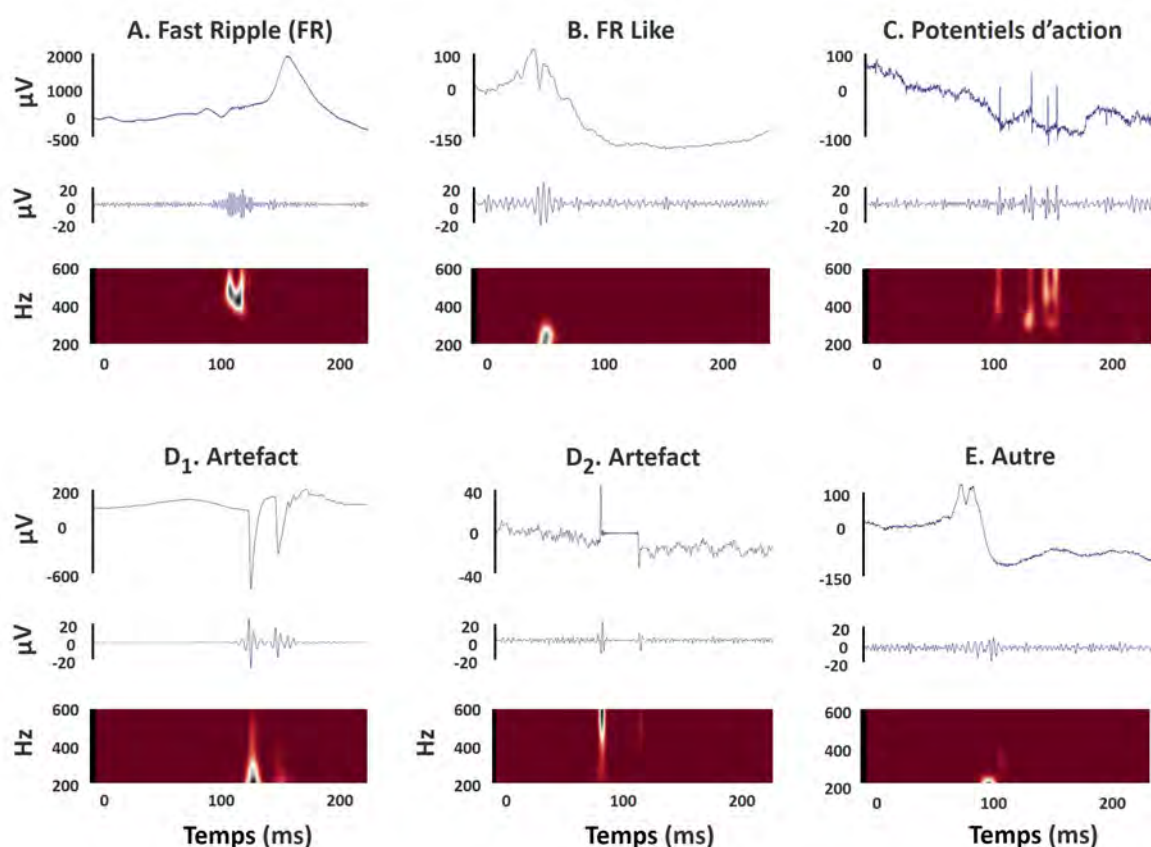 A. Fast Ripple (FR)
B. FR Like
C. Potentiels d'action
2000
1000
0
-500
µV
100
0
-150
100
0
-100
µV
20
0
-20
20
0
-20
20
0
-20
Hz
600
400
200
600
400
200
600
400
200
0 100 200
0 100 200
0 100 200
D1. Artefact
D2. Artefact
E. Autre
µV
200
0
-600
40
0
-40
100
0
-150
µV
20
0
-20
20
0
-20
20
0
-20
Hz
600
400
200
Hz
600
400
200
600
400
200
0 100 200
0 100 200
0 100 200
Temps (ms)
Temps (ms)
Temps (ms)